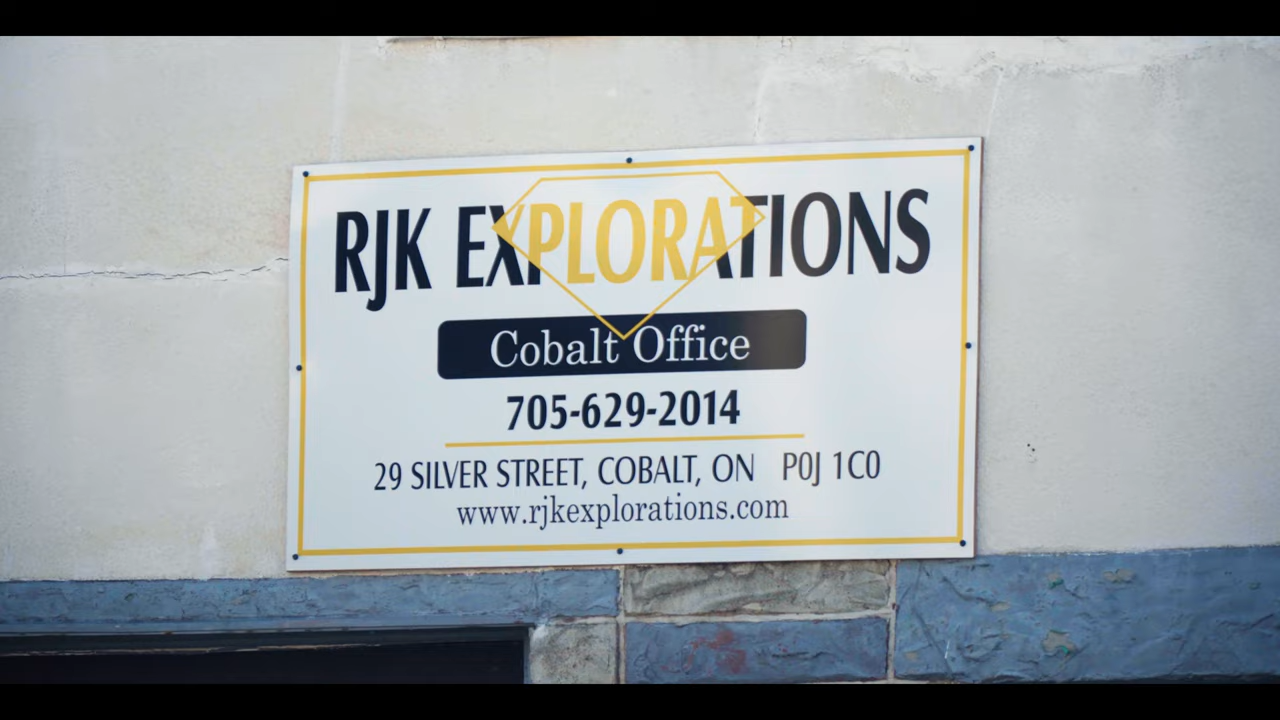 RJK EXPLORATIONS
Cobalt Office
705-629-2014
29 SILVER STREET, COBALT, ON P0J 1C0
www.rjkexplorations.com